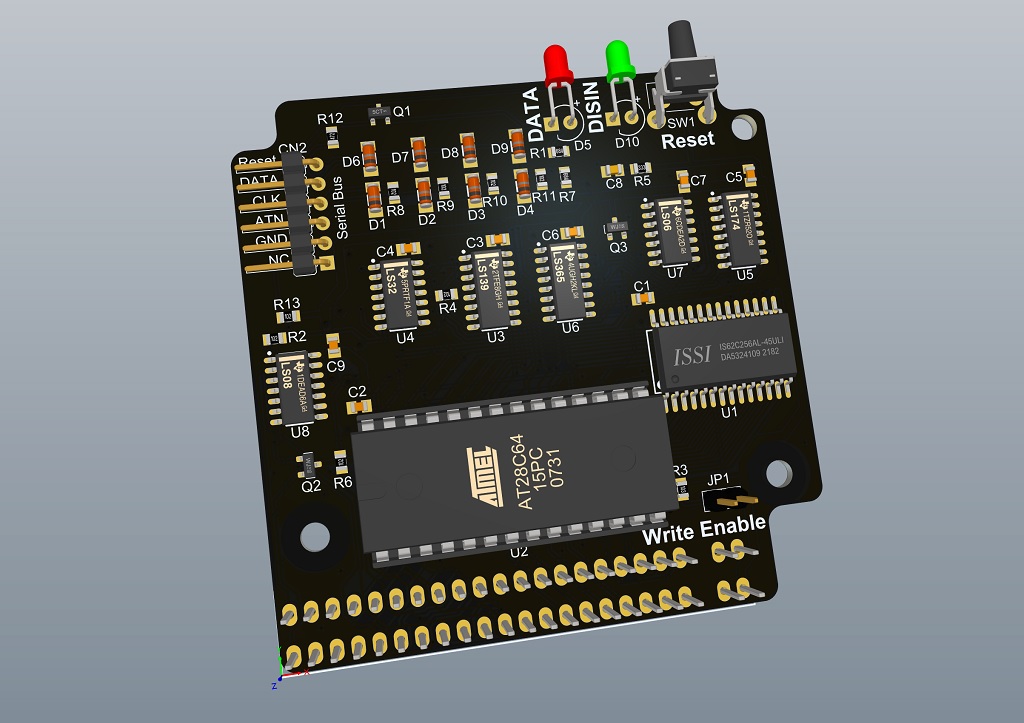 R12
Q1
DATA
D5
DISIN
D10
SW1
Reset
CN2
Reset
DATA
CLK
ATN
GND
NC
Serial Bus
D6
D7
D8
D9
R1
D1
R8
D2
R9
D3
R10
D4
R11
R7
C8
R5
C7
C5
Q3
LS06
U7
LS174
U5
C4
LS32
U4
R4
C3
LS139
U3
C6
LS365
U6
C1
ISSI
IS62C256AL-45ULI
DA5324109 2182
U1
R13
R2
C9
LS08
U8
C2
Q2
R6
ATMEL
AT28C64
15PC
0731
U2
R3
JP1
Write Enable
z